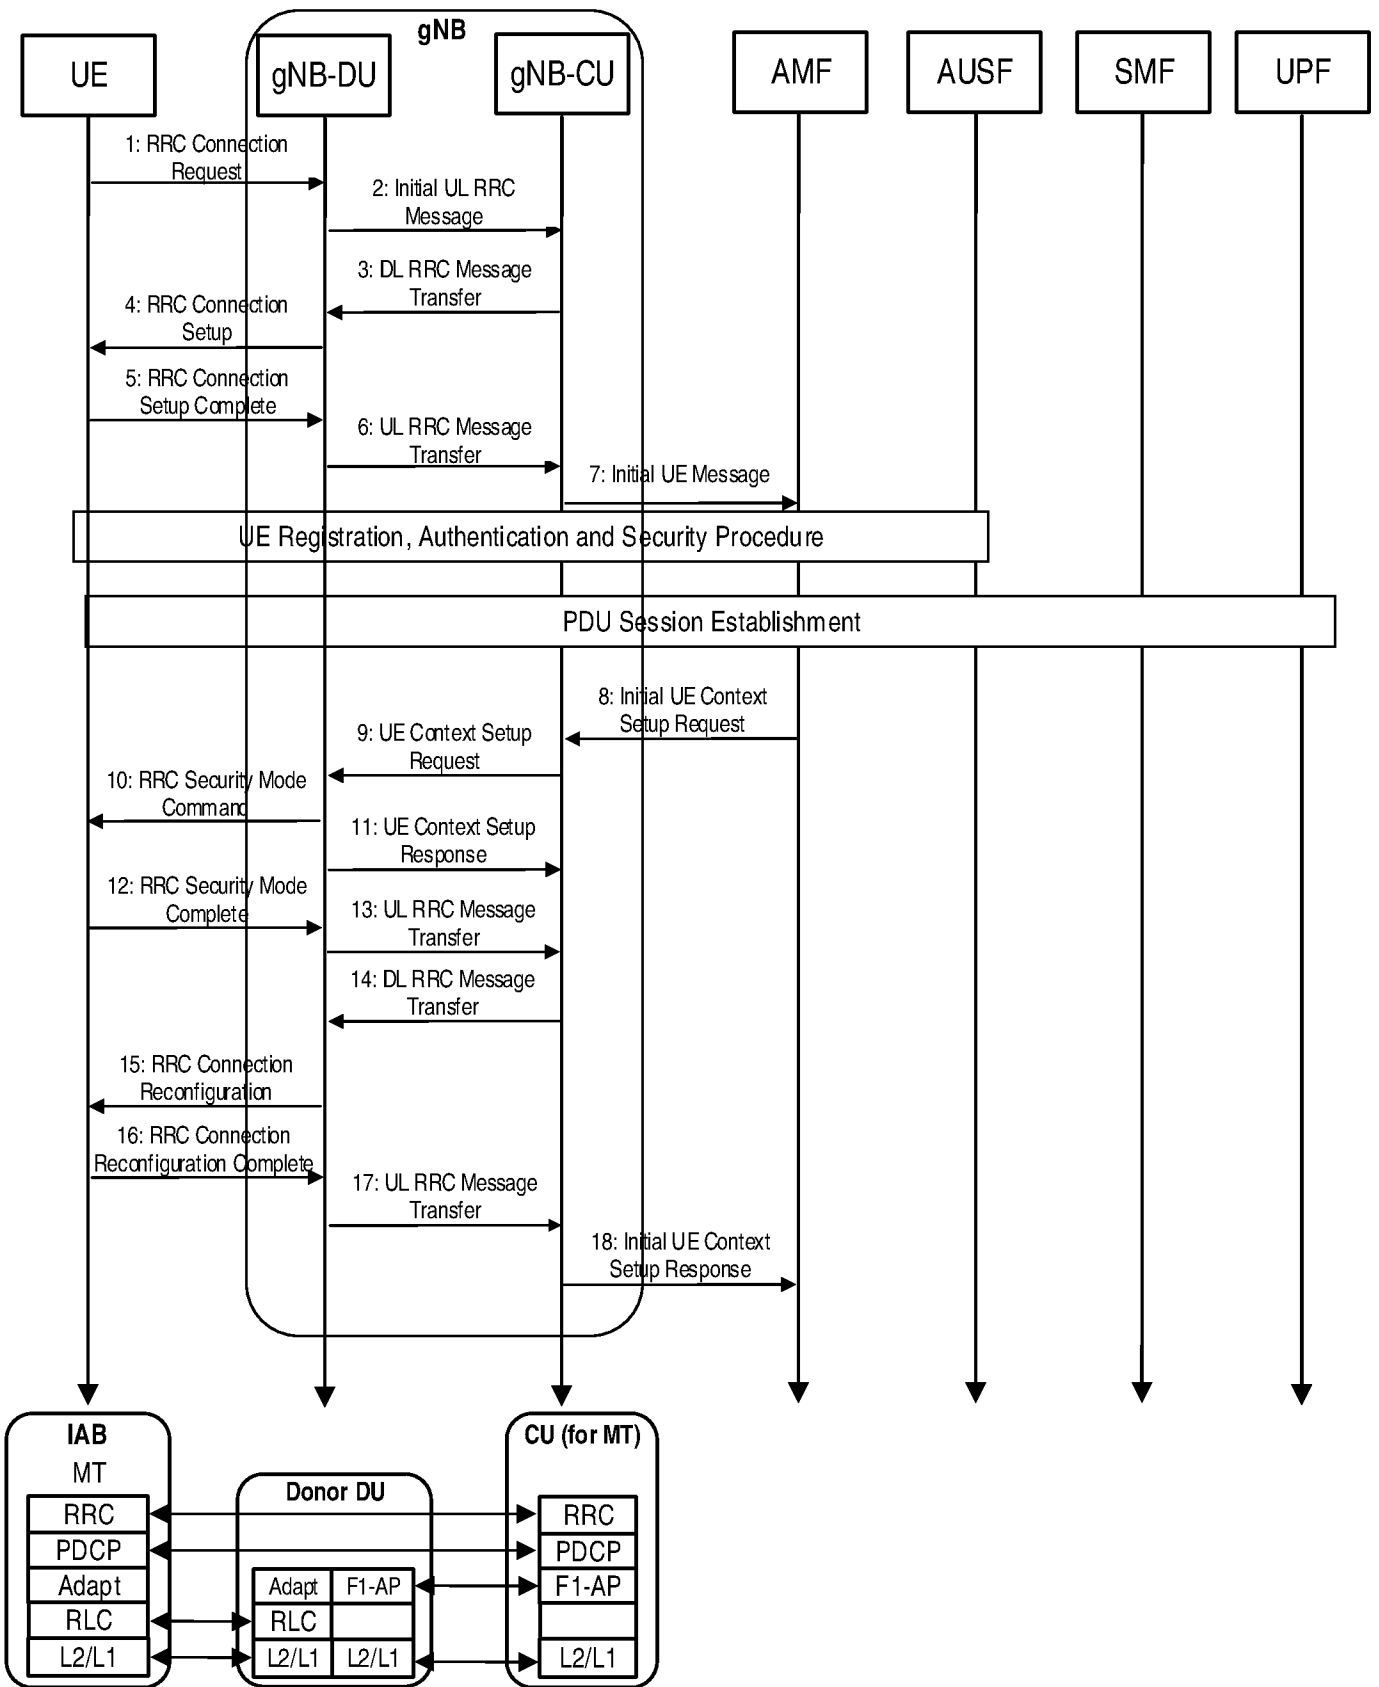 gNB
UE
gNB-DU
gNB-CU
AMF
AUSF
SMF
UPF
1: RRC Connection
Request
2: Initial UL RRC
Message
3: DL RRC Message
Transfer
4: RRC Connection
Setup
5: RRC Connection
Setup Complete
6: UL RRC Message
Transfer
7: Initial UE Message
UE Registration, Authentication and Security Procedure
PDU Session Establishment
8: Initial UE Context
Setup Request
9: UE Context Setup
Request
10: RRC Security Mode
Command
11: UE Context Setup
Response
12: RRC Security Mode
Complete
13: UL RRC Message
Transfer
14: DL RRC Message
Transfer
15: RRC Connection
Reconfiguration
16: RRC Connection
Reconfiguration Complete
17: UL RRC Message
Transfer
18: Initial UE Context
Setup Response
IAB
MT
RRC
PDCP
Adapt
RLC
L2/L1
Donor DU
Adapt
F1-AP
RLC
L2/L1
L2/L1
CU (for MT)
RRC
PDCP
F1-AP
L2/L1